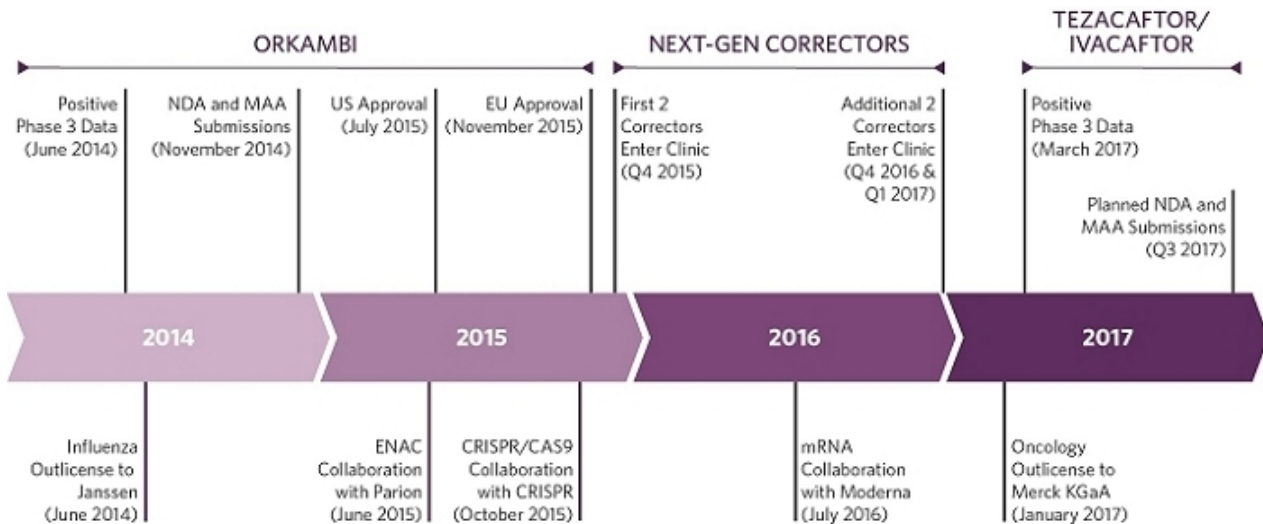 ORKAMBI
NEXT-GEN CORRECTORS
TEZACAFTOR/
IVACAFTOR
Positive
Phase 3 Data
(June 2014)
NDA and MAA
Submissions
(November 2014)
US Approval
(July 2015)
EU Approval
(November 2015)
First 2
Correctors
Enter Clinic
(Q4 2015)
Additional 2
Correctors
Enter Clinic
(Q4 2016 &
Q1 2017)
Positive
Phase 3 Data
(March 2017)
Planned NDA and
MAA Submissions
(Q3 2017)
2014
2015
2016
2017
Influenza
Outlicense to
Janssen
(June 2014)
ENAC
Collaboration
with Parion
(June 2015)
CRISPR/CAS9
Collaboration
with CRISPR
(October 2015)
mRNA
Collaboration
with Moderna
(July 2016)
Oncology
Outlicense to
Merck KGaA
(January 2017)